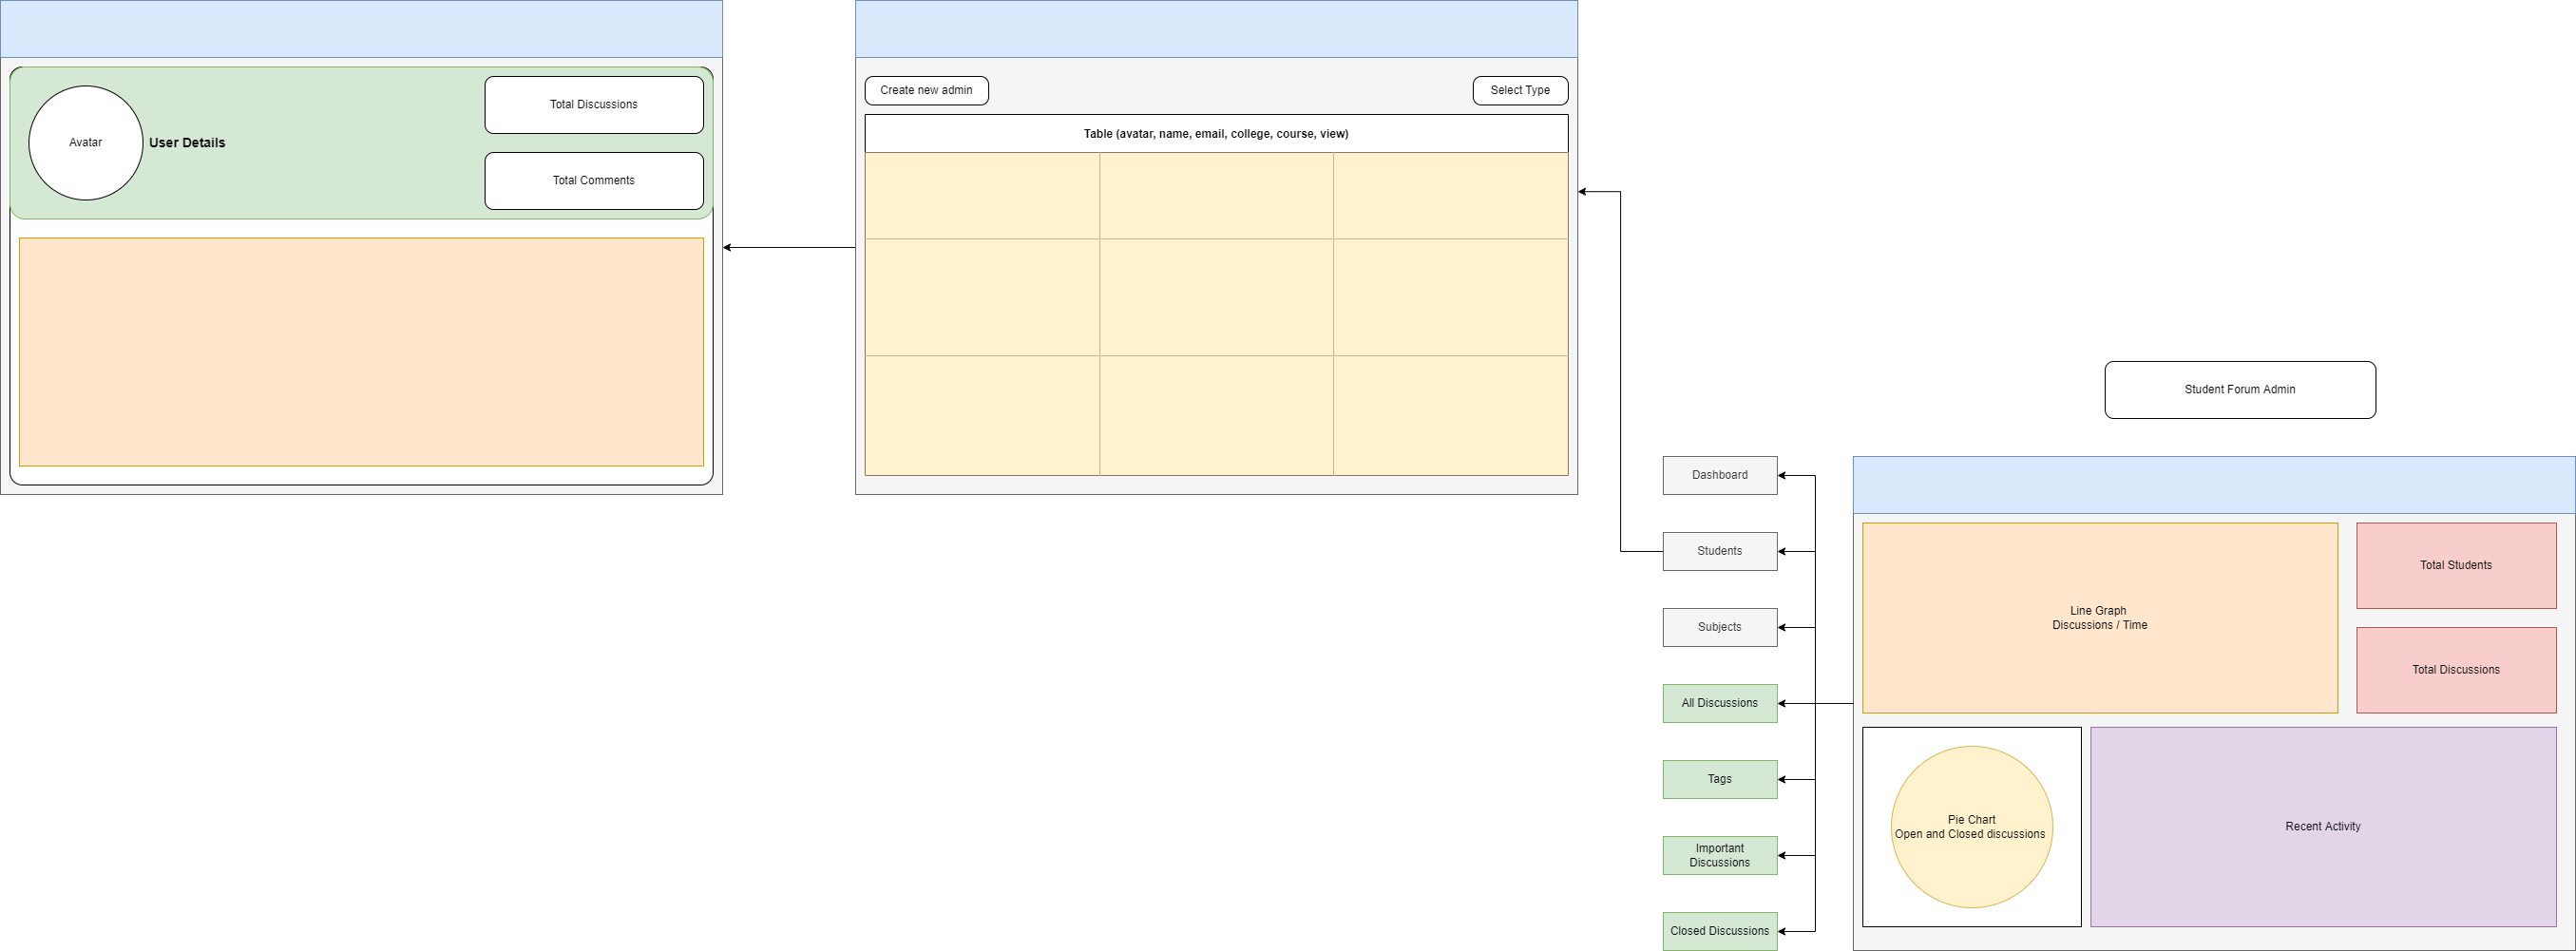 Total Discussions
Avatar
User Details
Total Comments
Create new admin
Select Type
Table (avatar, name, email, college, course, view)
Student Forum Admin
Dashboard
Students
Subjects
All Discussions
Tags
Important
Discussions
Closed Discussions
Line Graph
Discussions / Time
Total Students
Total Discussions
Pie Chart
Open and Closed discussions
Recent Activity